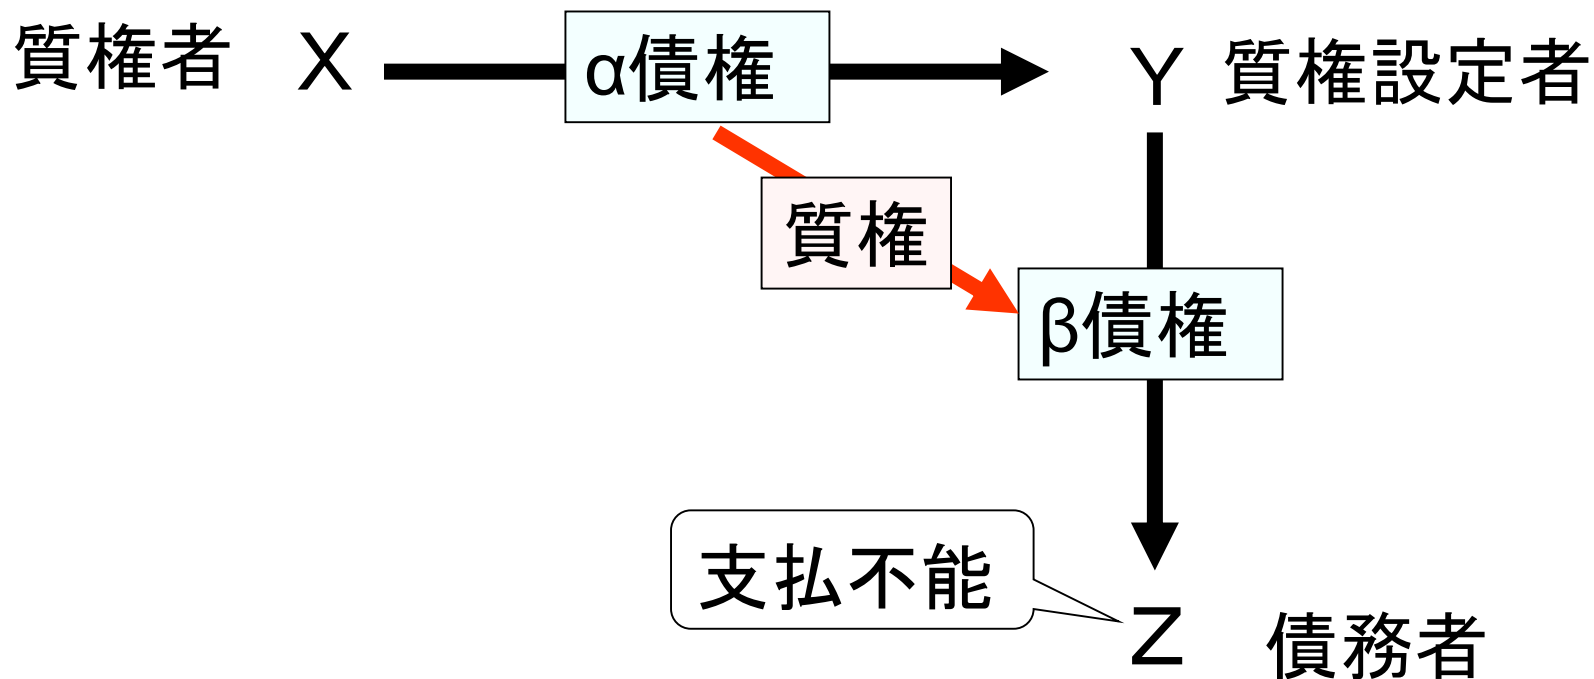 質権者 X
α債権
Y 質権設定者
質権
β債権
支払不能
Z 債務者